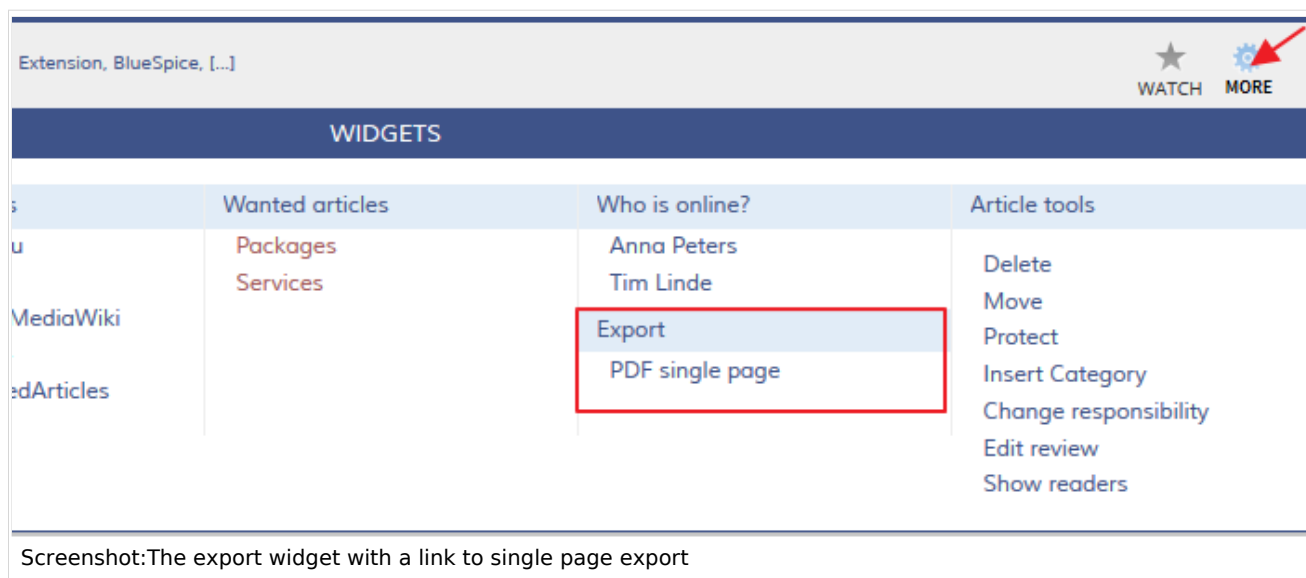 Extension, BlueSpice, [...]
WATCH MORE
WIDGETS
s
u
MediaWiki
edArticles
Wanted articles
Packages
Services
Who is online?
Anna Peters
Tim Linde
Export
PDF single page
Article tools
Delete
Move
Protect
Insert Category
Change responsibility
Edit review
Show readers
Screenshot:The export widget with a link to single page export